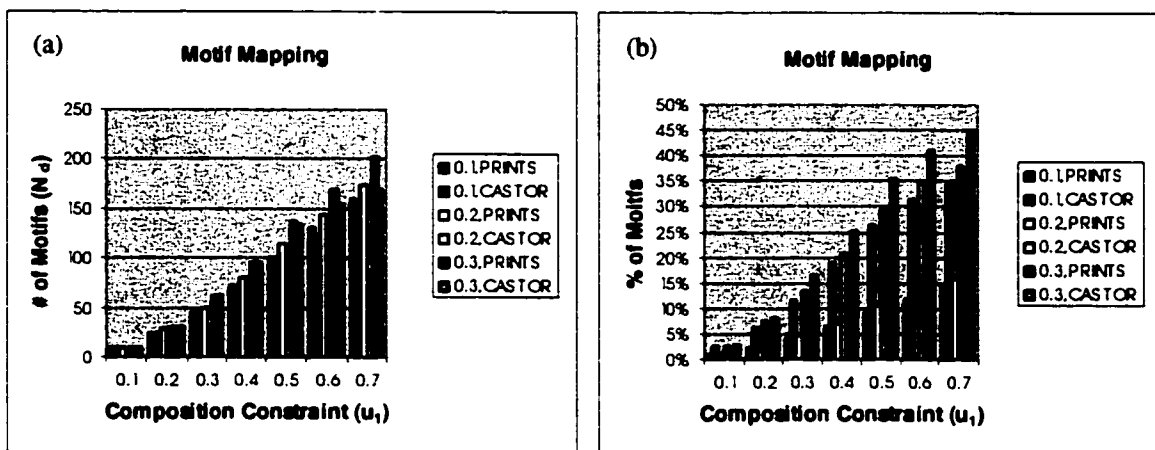 (a)
Motif Mapping
# of Motifs (N d)
250
200
150
100
50
0
0.1 0.2 0.3 0.4 0.5 0.6 0.7
Composition Constraint (u1)
0.1.PRINTS
0.1.CASTOR
0.2.PRINTS
0.2.CASTOR
0.3.PRINTS
0.3.CASTOR
(b)
Motif Mapping
% of Moitfs
50%
45%
40%
35%
30%
25%
20%
15%
10%
5%
0%
0.1 0.2 0.3 0.4 0.5 0.6 0.7
Composition Constraint (u1)
0.1.PRINTS
0.1.CASTOR
0.2.PRINTS
0.2.CASTOR
0.3.PRINTS
0.3.CASTOR